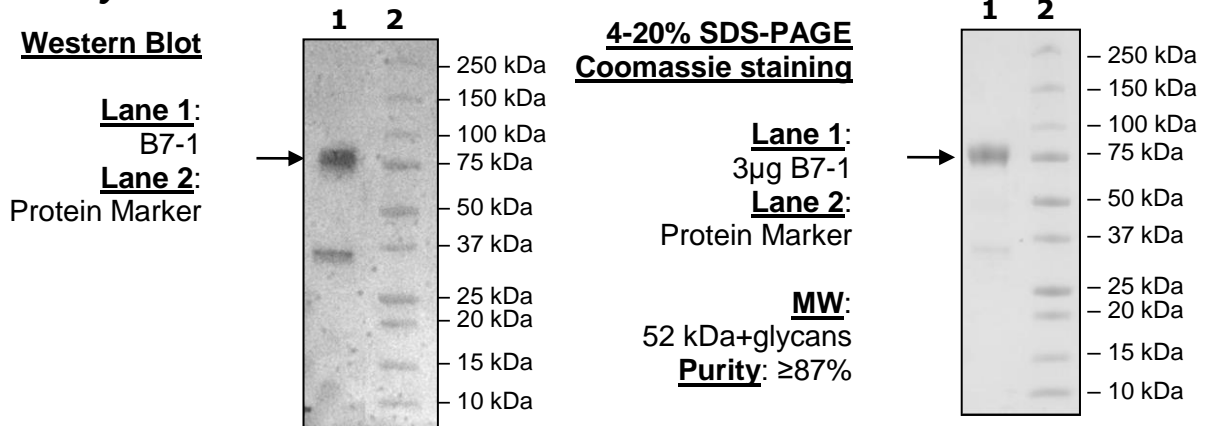 1 2
Western Blot
Lane 1:
B7-1
Lane 2:
Protein Marker
250 kDa
150 kDa
100 kDa
75 kDa
50 kDa
37 kDa
25 kDa
20 kDa
15 kDa
10 kDa
1 2
4-20% SDS-PAGE
Coomassie staining
Lane 1:
3µg B7-1
Lane 2:
Protein Marker
MW:
52 kDa+glycans
Purity: ≥87%
250 kDa
150 kDa
100 kDa
75 kDa
50 kDa
37 kDa
25 kDa
20 kDa
15 kDa
10 kDa